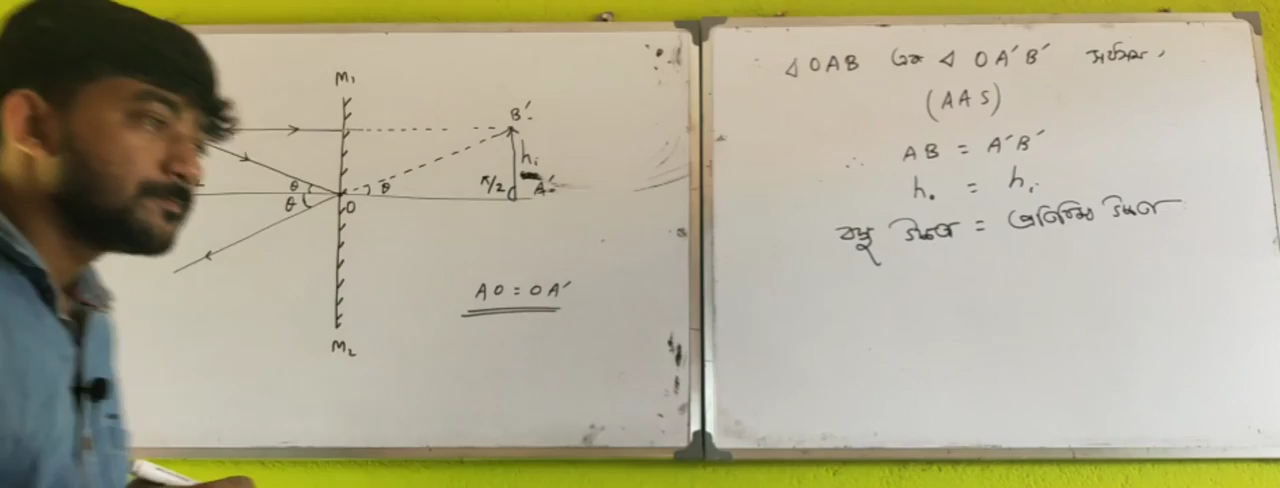 M₁
B′
hᵢ
θ θ π/2 A′
θ O
AO = OA′
M₂
Δ OAB এবং Δ OA′B′ সর্বসম,
(AAS)
∴ AB = A′B′
h₀ = hᵢ
বস্তু উচ্চতা = প্রতিবিম্ব উচ্চতা